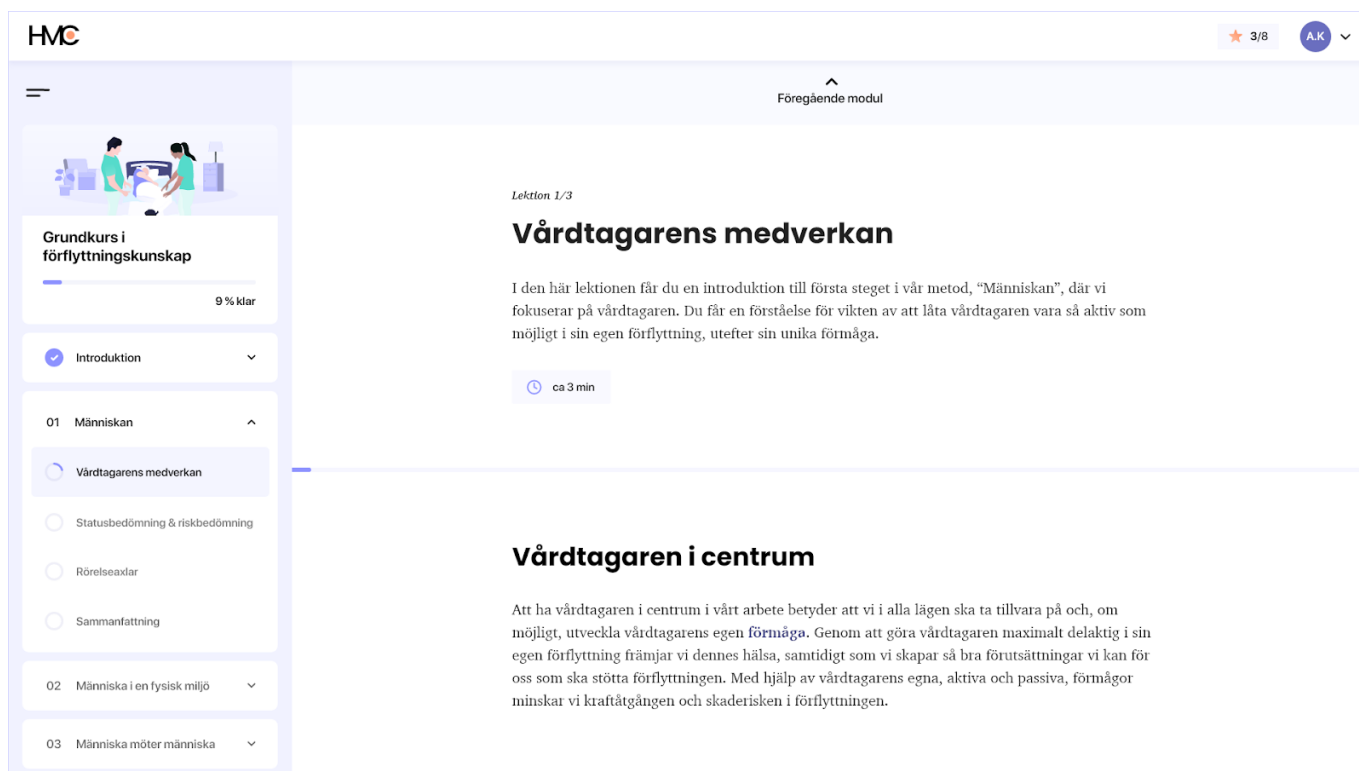 HMC
3/8
A.K
Föregående modul
Grundkurs i
förflyttningskunskap
9 % klar
Introduktion
01 Människan
Vårdtagarens medverkan
Statusbedömning & riskbedömning
Rörelseaxlar
Sammanfattning
02 Människa i en fysisk miljö
03 Människa möter människa
Lektion 1/3
Vårdtagarens medverkan
I den här lektionen får du en introduktion till första steget i vår metod, “Människan”, där vi
fokuserar på vårdtagaren. Du får en förståelse för vikten av att låta vårdtagaren vara så aktiv som
möjligt i sin egen förflyttning, utefter sin unika förmåga.
ca 3 min
Vårdtagaren i centrum
Att ha vårdtagaren i centrum i vårt arbete betyder att vi i alla lägen ska ta tillvara på och, om
möjligt, utveckla vårdtagarens egen förmåga. Genom att göra vårdtagaren maximalt delaktig i sin
egen förflyttning främjar vi dennes hälsa, samtidigt som vi skapar så bra förutsättningar vi kan för
oss som ska stötta förflyttningen. Med hjälp av vårdtagarens egna, aktiva och passiva, förmågor
minskar vi kraftåtgången och skaderisken i förflyttningen.